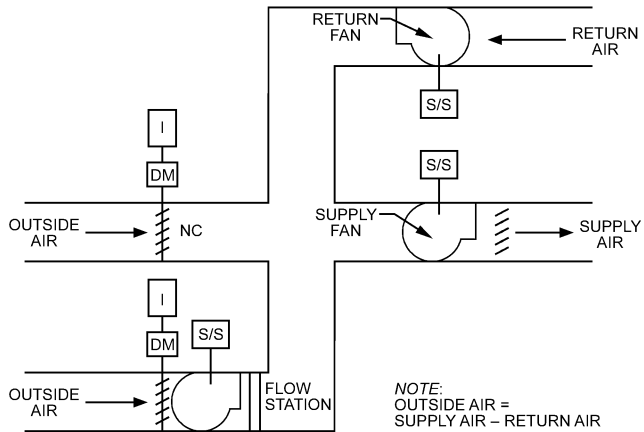 RETURN
FAN
RETURN
AIR
S/S
I
S/S
DM
OUTSIDE
AIR
NC
SUPPLY
FAN
SUPPLY
AIR
I
S/S
DM
OUTSIDE
AIR
FLOW
STATION
NOTE:
OUTSIDE AIR =
SUPPLY AIR – RETURN AIR